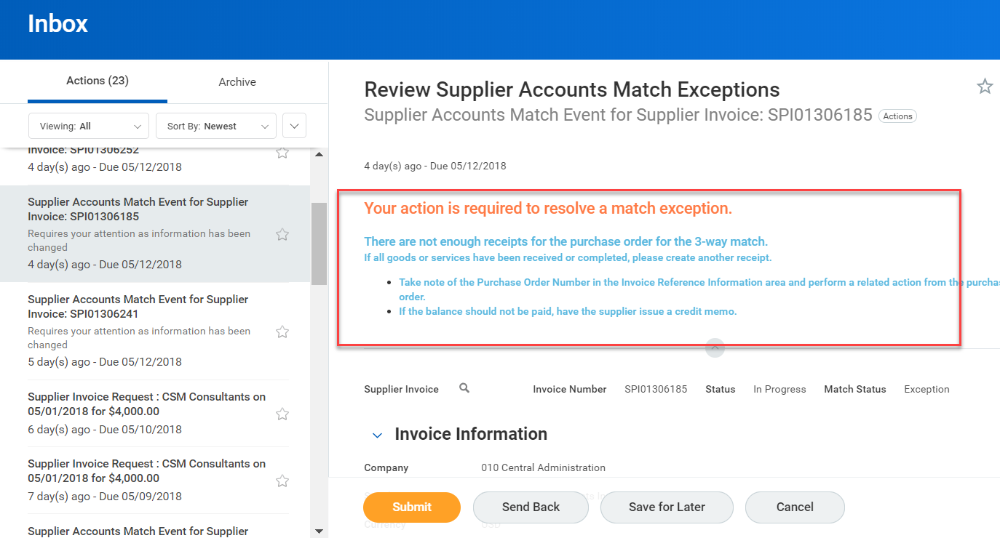 Inbox
Actions (23)
Archive
Viewing: All
Sort By: Newest
Invoice: SPI01306252
4 day(s) ago - Due 05/12/2018
Supplier Accounts Match Event for Supplier
Invoice: SPI01306185
Requires your attention as information has been
changed
4 day(s) ago - Due 05/12/2018
Supplier Accounts Match Event for Supplier
Invoice: SPI01306241
Requires your attention as information has been
changed
5 day(s) ago - Due 05/12/2018
Supplier Invoice Request : CSM Consultants on
05/01/2018 for $4,000.00
6 day(s) ago - Due 05/10/2018
Supplier Invoice Request : CSM Consultants on
05/01/2018 for $4,000.00
7 day(s) ago - Due 05/09/2018
Supplier Accounts Match Event for Supplier
Review Supplier Accounts Match Exceptions
Supplier Accounts Match Event for Supplier Invoice: SPI01306185 Actions
4 day(s) ago - Due 05/12/2018
Your action is required to resolve a match exception.
There are not enough receipts for the purchase order for the 3-way match.
If all goods or services have been received or completed, please create another receipt.
Take note of the Purchase Order Number in the Invoice Reference Information area and perform a related action from the purchas
order.
If the balance should not be paid, have the supplier issue a credit memo.
Supplier Invoice Invoice Number SPI01306185 Status In Progress Match Status Exception
Invoice Information
Company 010 Central Administration
Submit Send Back Save for Later Cancel
Currency USD